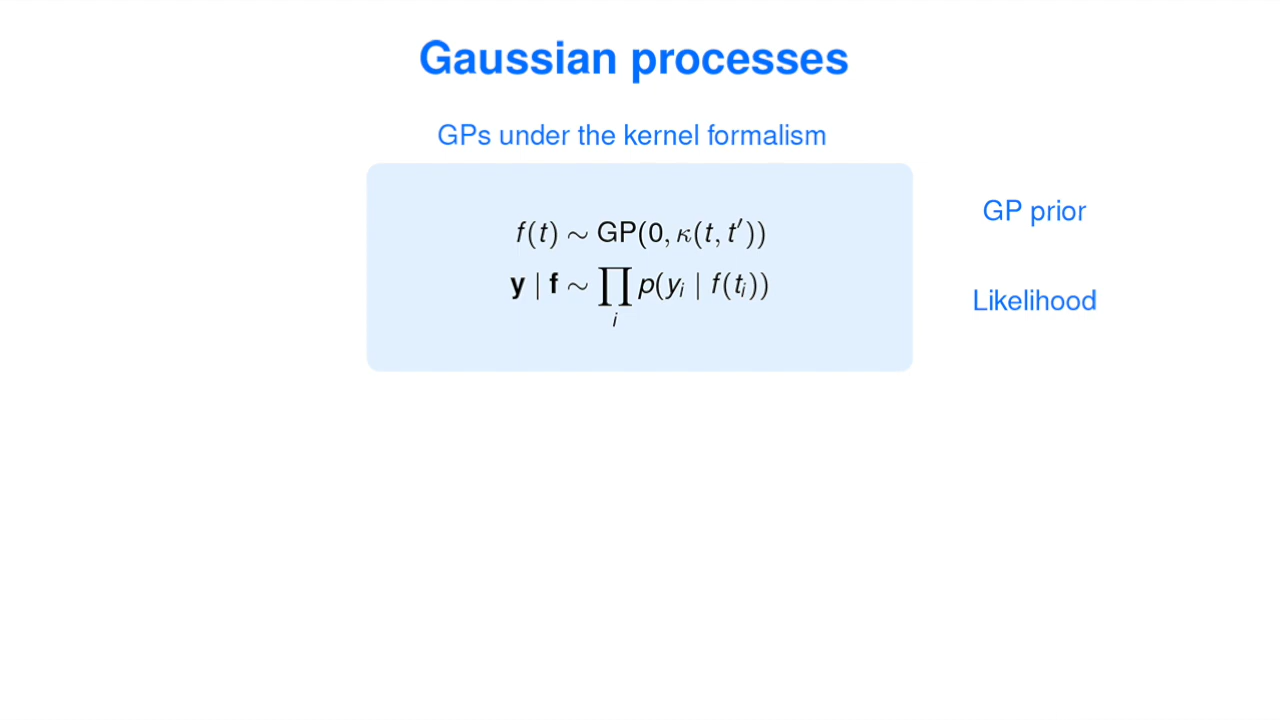 Gaussian processes
GPs under the kernel formalism
f(t) ∼ GP(0, κ(t, t′))
GP prior
y | f ∼ ∏ᵢ p(yᵢ | f(tᵢ))
Likelihood